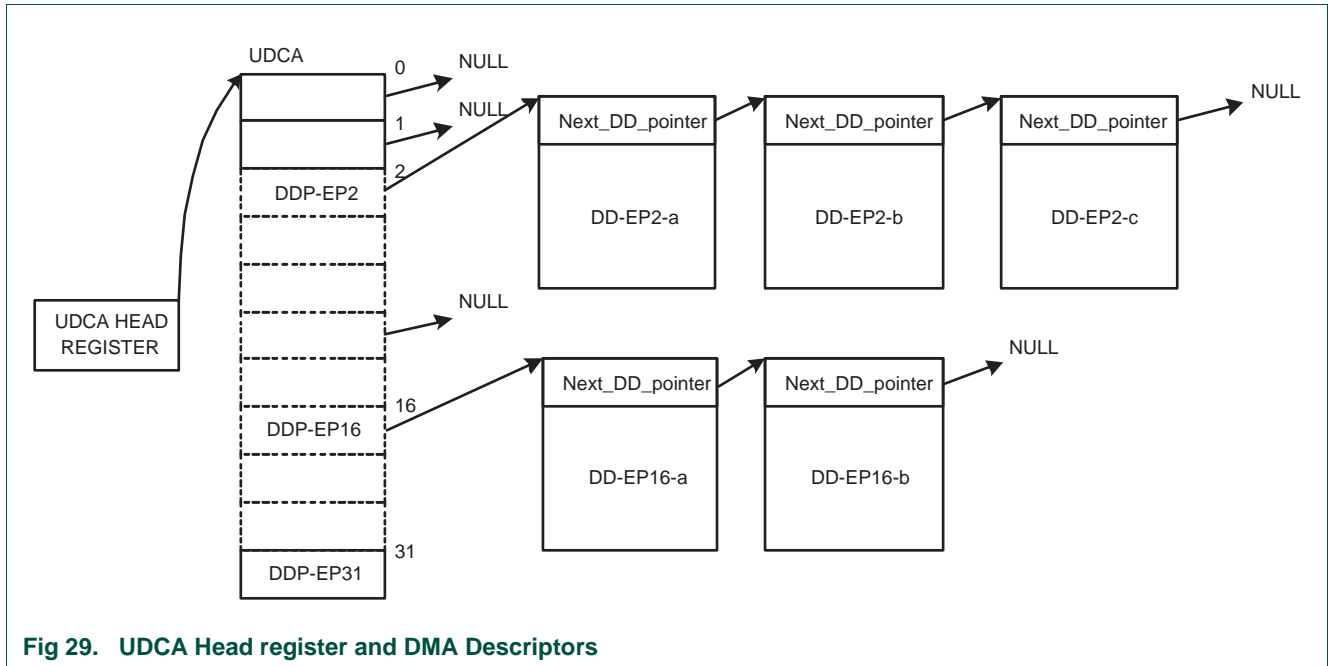 UDCA
0
NULL
1
NULL
2
DDP-EP2
Next_DD_pointer
Next_DD_pointer
Next_DD_pointer
NULL
DD-EP2-a
DD-EP2-b
DD-EP2-c
UDCA HEAD
REGISTER
NULL
NULL
16
DDP-EP16
Next_DD_pointer
Next_DD_pointer
DD-EP16-a
DD-EP16-b
31
DDP-EP31
Fig 29. UDCA Head register and DMA Descriptors